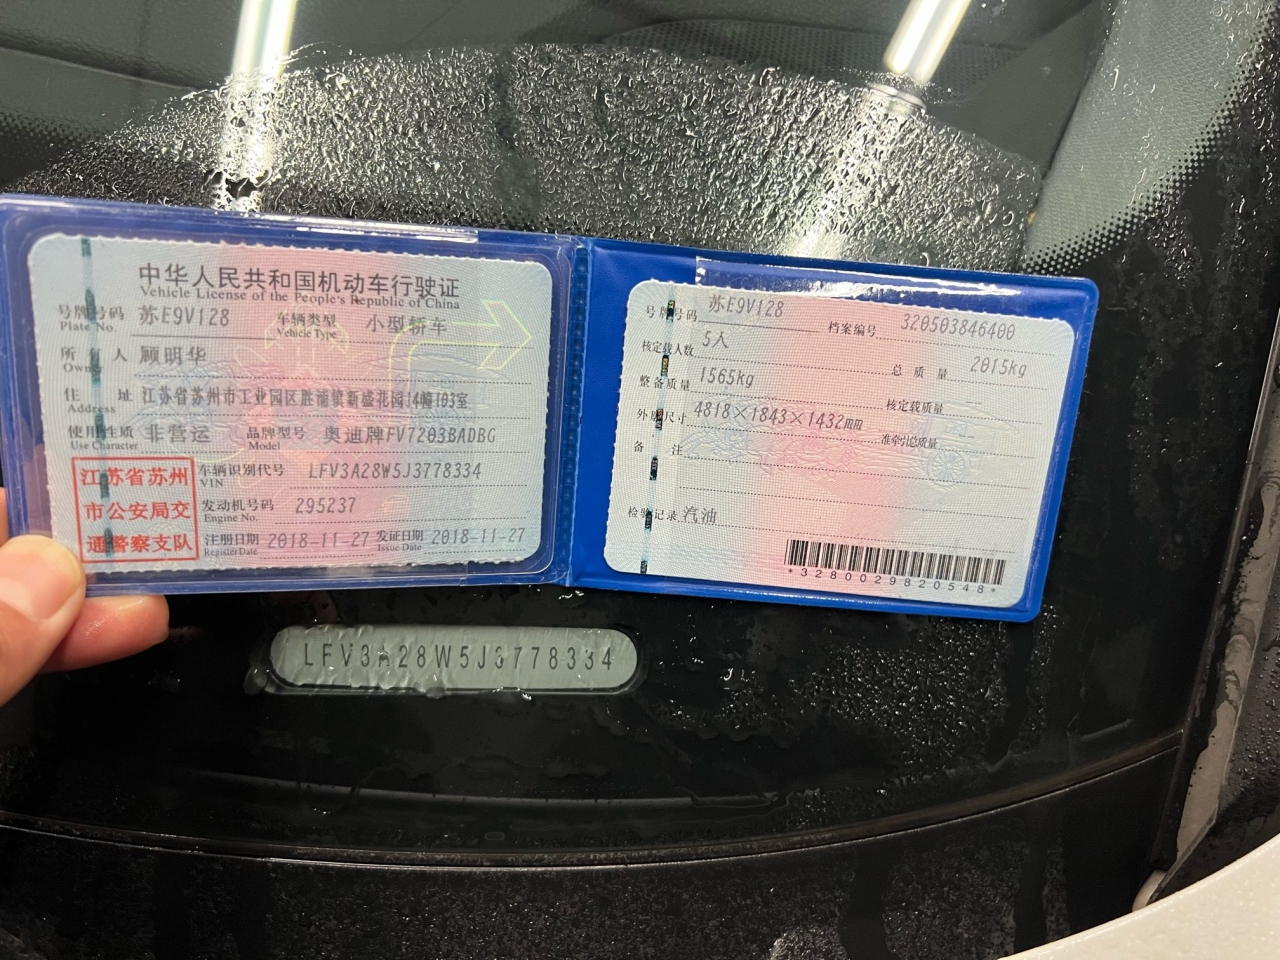 中华人民共和国机动车行驶证
Vehicle License of the People's Republic of China
号牌号码 苏E9V128 车辆类型 小型轿车
Plate No. Vehicle Type
所有人 顾明华
Owner
住址 江苏省苏州市工业园区胜浦镇新盛花园14幢103室
Address
使用性质 非营运 品牌型号 奥迪牌FV7203BADBG
Use Character Model
江苏省苏州
市公安局交
通警察支队
车辆识别代号 LFV3A28W5J3778334
VIN
发动机号码 295237
Engine No.
注册日期 2018-11-27 发证日期 2018-11-27
Register Date Issue Date
号牌号码 苏E9V128 档案编号 320503846400
核定载人数 5人 总质量 2015kg
整备质量 1565kg 核定载质量
外廓尺寸 4818×1843×1432mm 准牵引总质量
备注
检验记录 汽油
*3280029820548*
LFV3A28W5J3778334